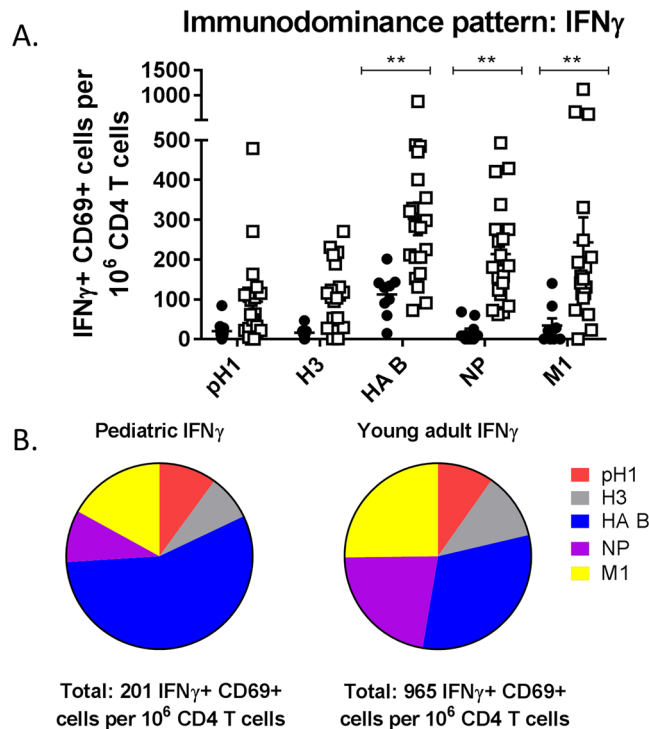 Immunodominance pattern: IFNγ
A.
IFNγ+ CD69+ cells per
10⁶ CD4 T cells
1500
1000
500
400
300
200
100
0
**
**
**
pH1
H3
HA B
NP
M1
B.
Pediatric IFNγ
Young adult IFNγ
pH1
H3
HA B
NP
M1
Total: 201 IFNγ+ CD69+
cells per 10⁶ CD4 T cells
Total: 965 IFNγ+ CD69+
cells per 10⁶ CD4 T cells